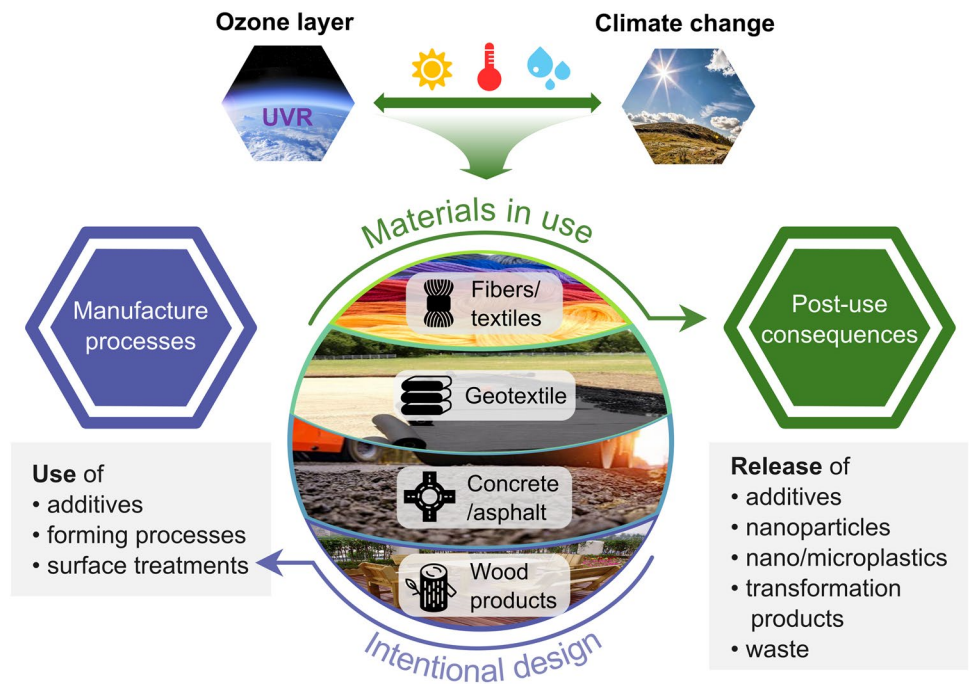 Ozone layer
Climate change
UVR
Materials in use
Manufacture
processes
Fibers/
textiles
Post-use
consequences
Geotextile
Use of
• additives
• forming processes
• surface treatments
Concrete
/asphalt
Wood
products
Release of
• additives
• nanoparticles
• nano/microplastics
• transformation
products
• waste
Intentional design